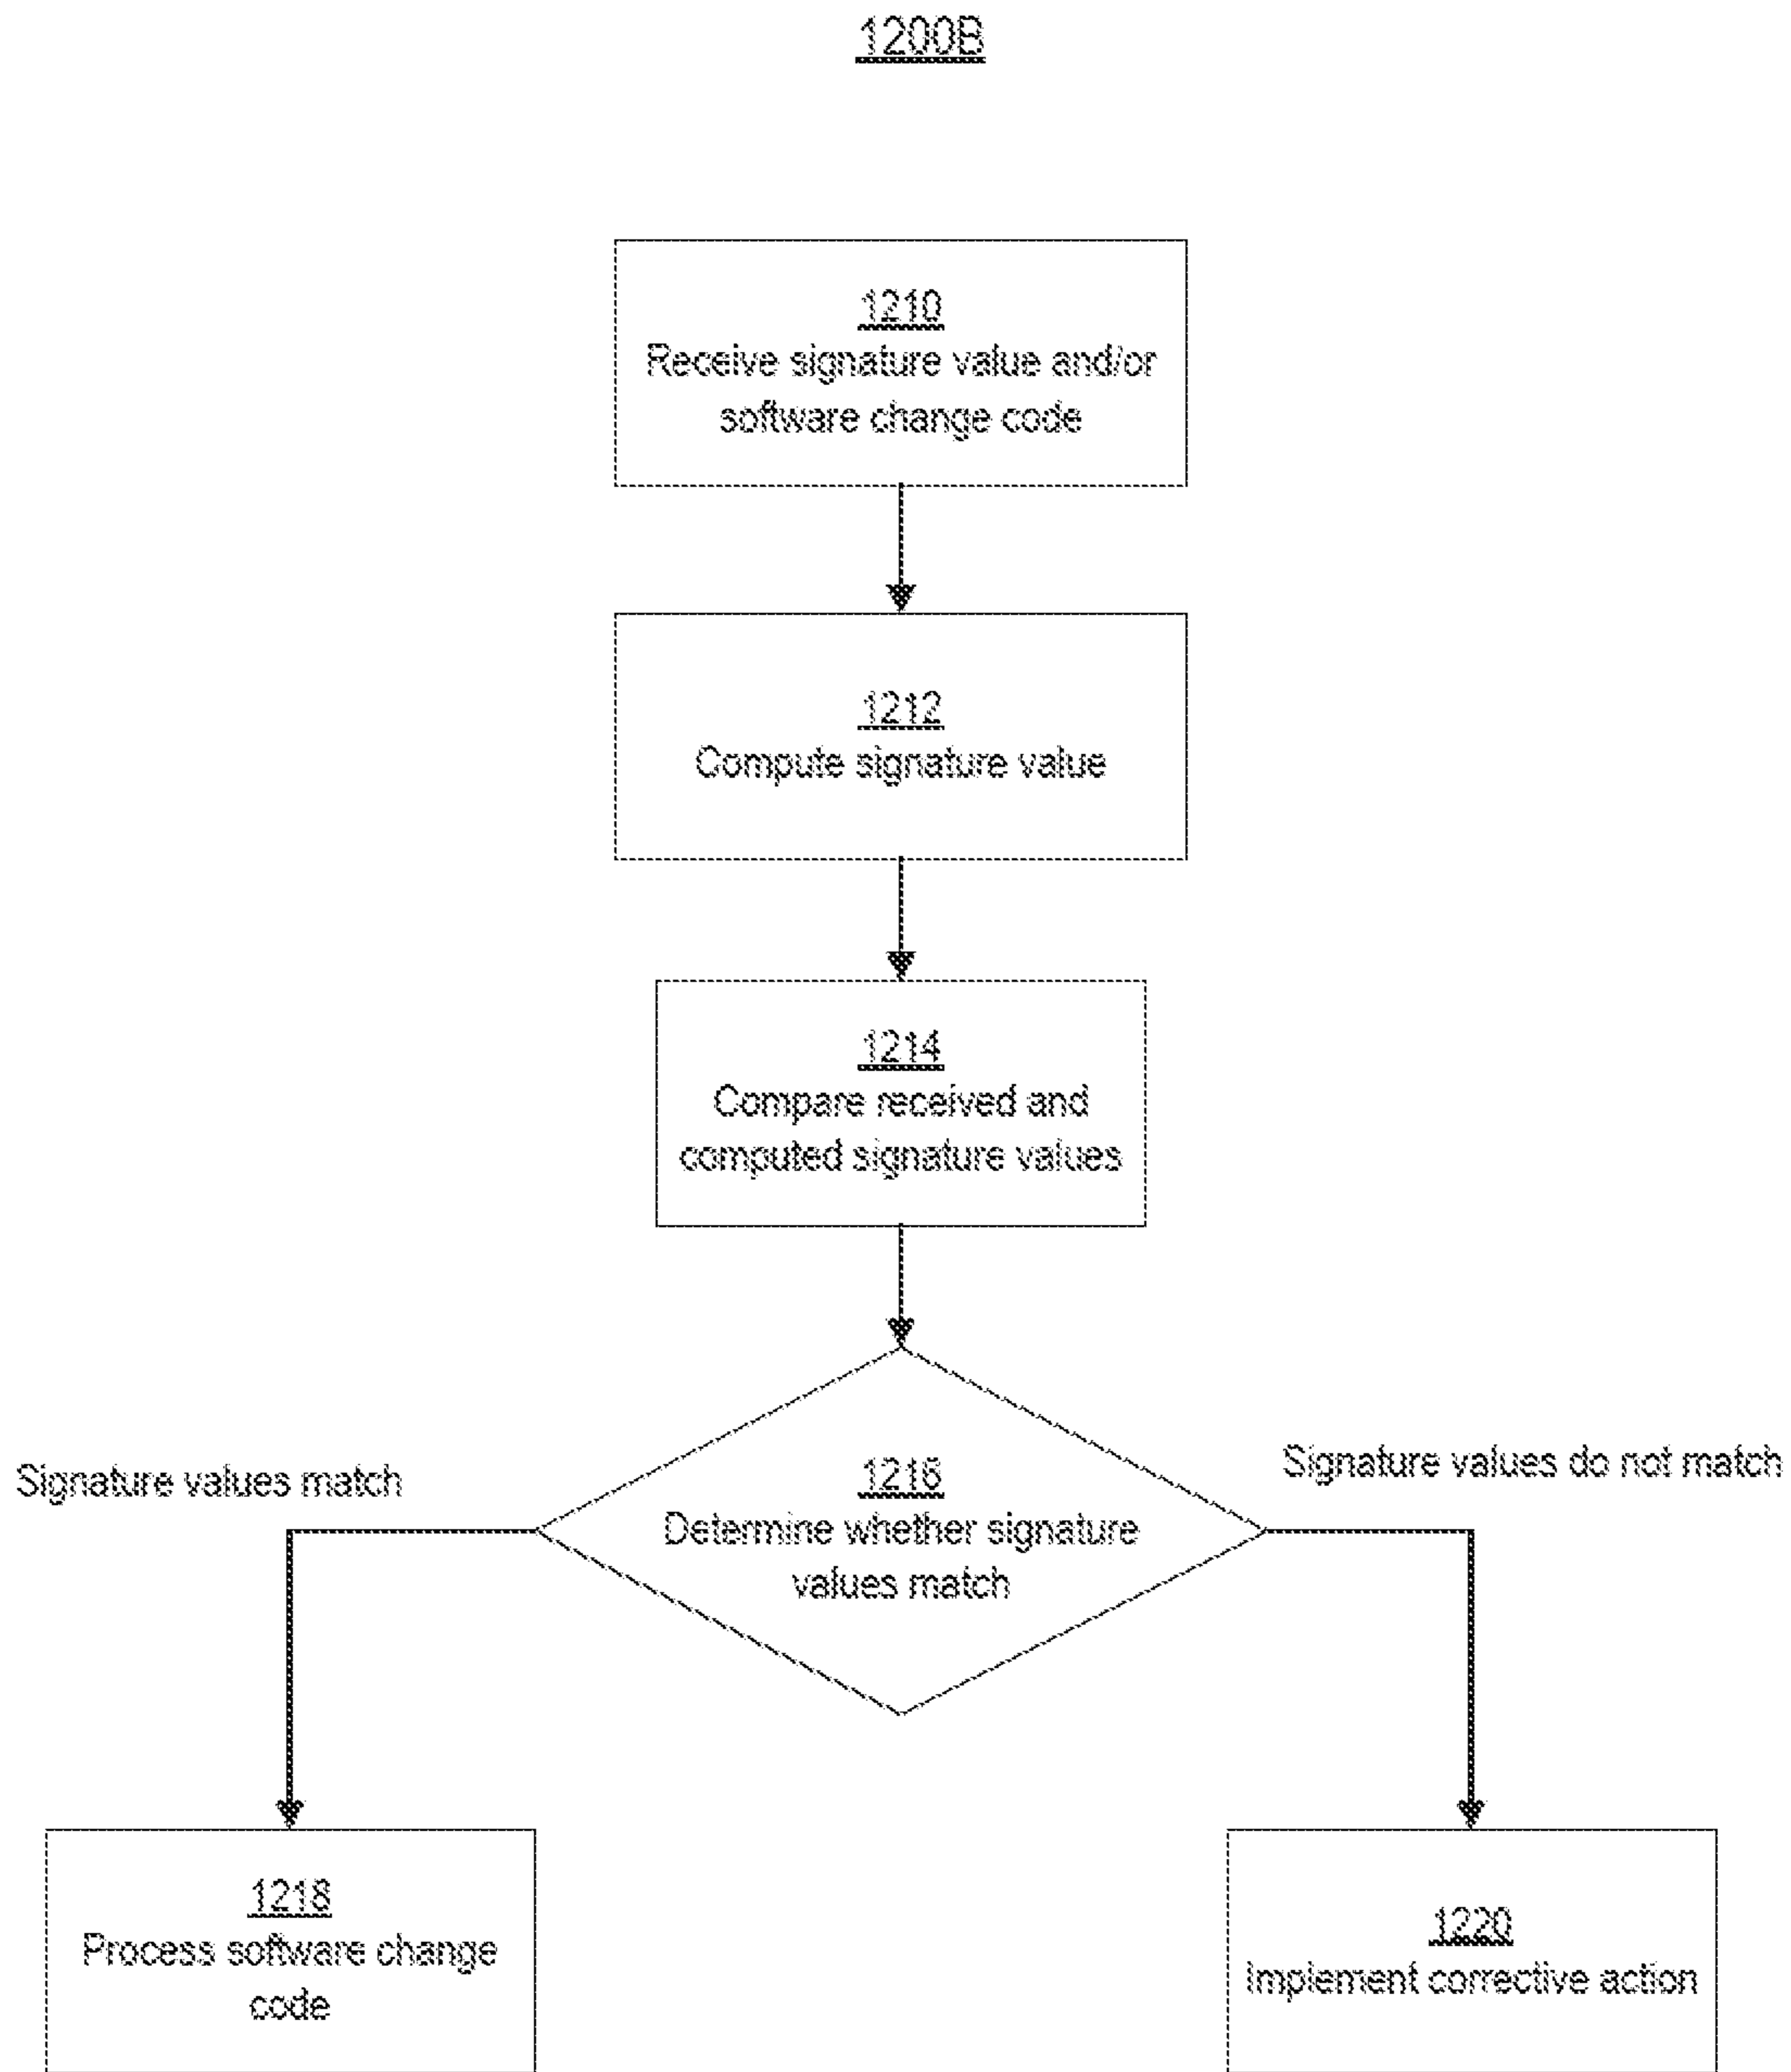 1200B
1210
Receive signature value and/or
software change code
1212
Compute signature value
1214
Compare received and
computed signature values
Signature values match
1216
Determine whether signature
values match
Signature values do not match
1218
Process software change
code
1220
Implement corrective action